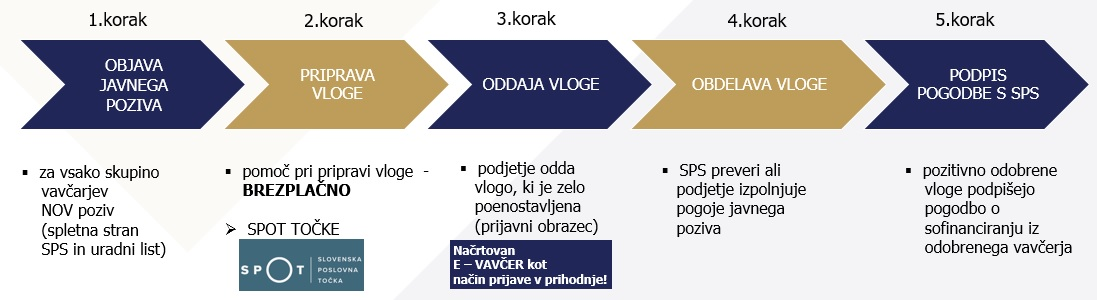 1.korak
OBJAVA
JAVNEGA
POZIVA
▪ za vsako skupino
vavčarjev
NOV poziv
(spletna stran
SPS in uradni list)
2.korak
PRIPRAVA
VLOGE
▪ pomoč pri pripravi vloge -
BREZPLAČNO
➢ SPOT TOČKE
SPOT
SLOVENSKA
POSLOVNA
TOČKA
3.korak
ODDAJA VLOGE
▪ podjetje odda
vlogo, ki je zelo
poenostavljena
(prijavni obrazec)
Načrtovan
E – VAVČER kot
način prijave v prihodnje!
4.korak
OBDELAVA VLOGE
▪ SPS preveri ali
podjetje izpolnjuje
pogoje javnega
poziva
5.korak
PODPIS
POGODBE S SPS
▪ pozitivno odobrene
vloge podpišejo
pogodbo o
sofinanciranju iz
odobrenega vavčerja